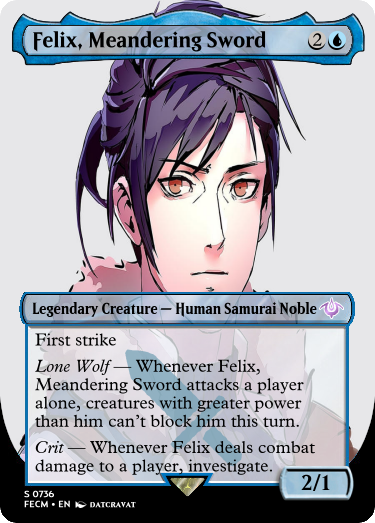 Felix, Meandering Sword 2
Legendary Creature — Human Samurai Noble
First strike
Lone Wolf — Whenever Felix,
Meandering Sword attacks a player
alone, creatures with greater power
than him can't block him this turn.
Crit — Whenever Felix deals combat
damage to a player, investigate.
2/1
S 0736
FECM • EN DATCRAVAT